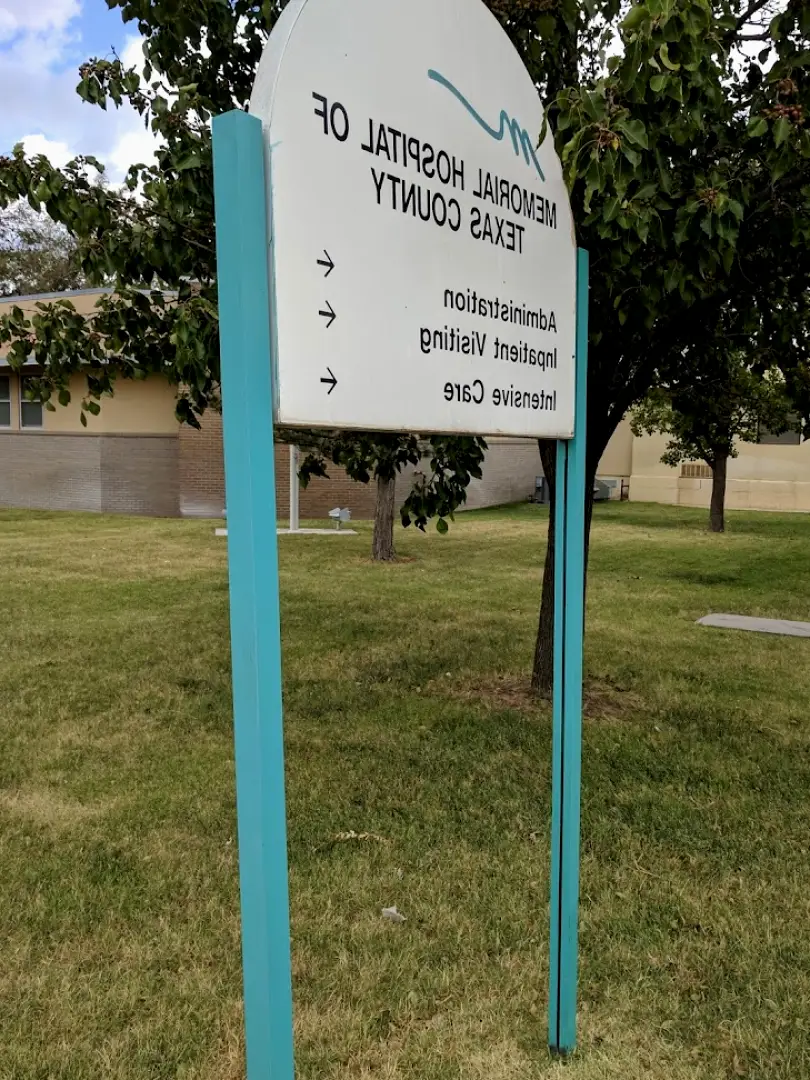 MEMORIAL HOSPITAL OF
TEXAS COUNTY
Administration
Inpatient Visiting
Intensive Care